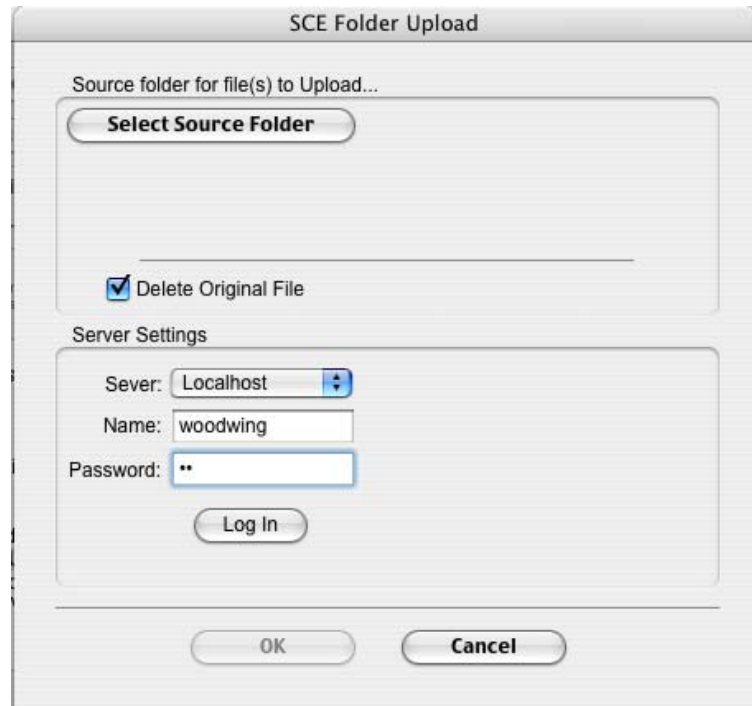 SCE Folder Upload
Source folder for file(s) to Upload...
Select Source Folder
Delete Original File
Server Settings
Sever: Localhost
Name: woodwing
Password: ••
Log In
OK
Cancel